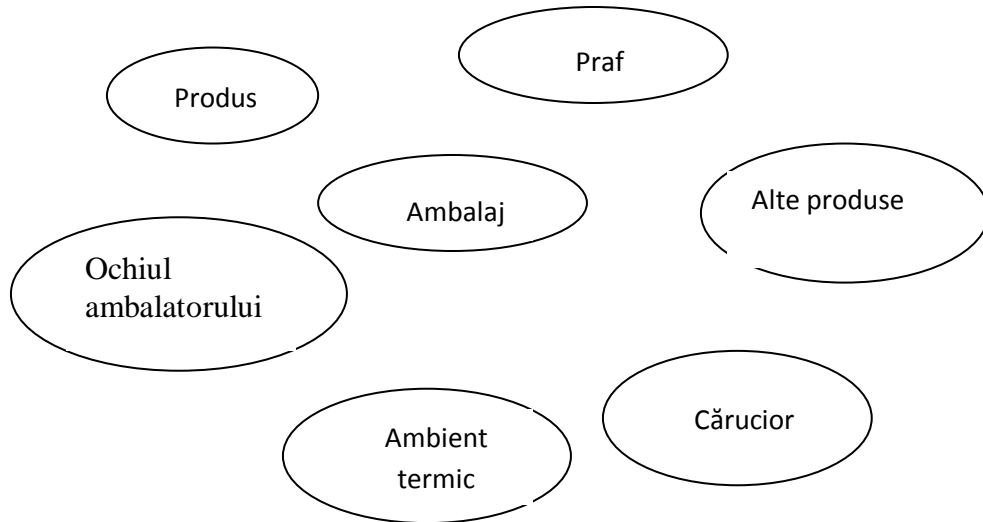 Praf
Produs
Alte produse
Ambalaj
Ochiul
ambalatorului
Cărucior
Ambient
termic